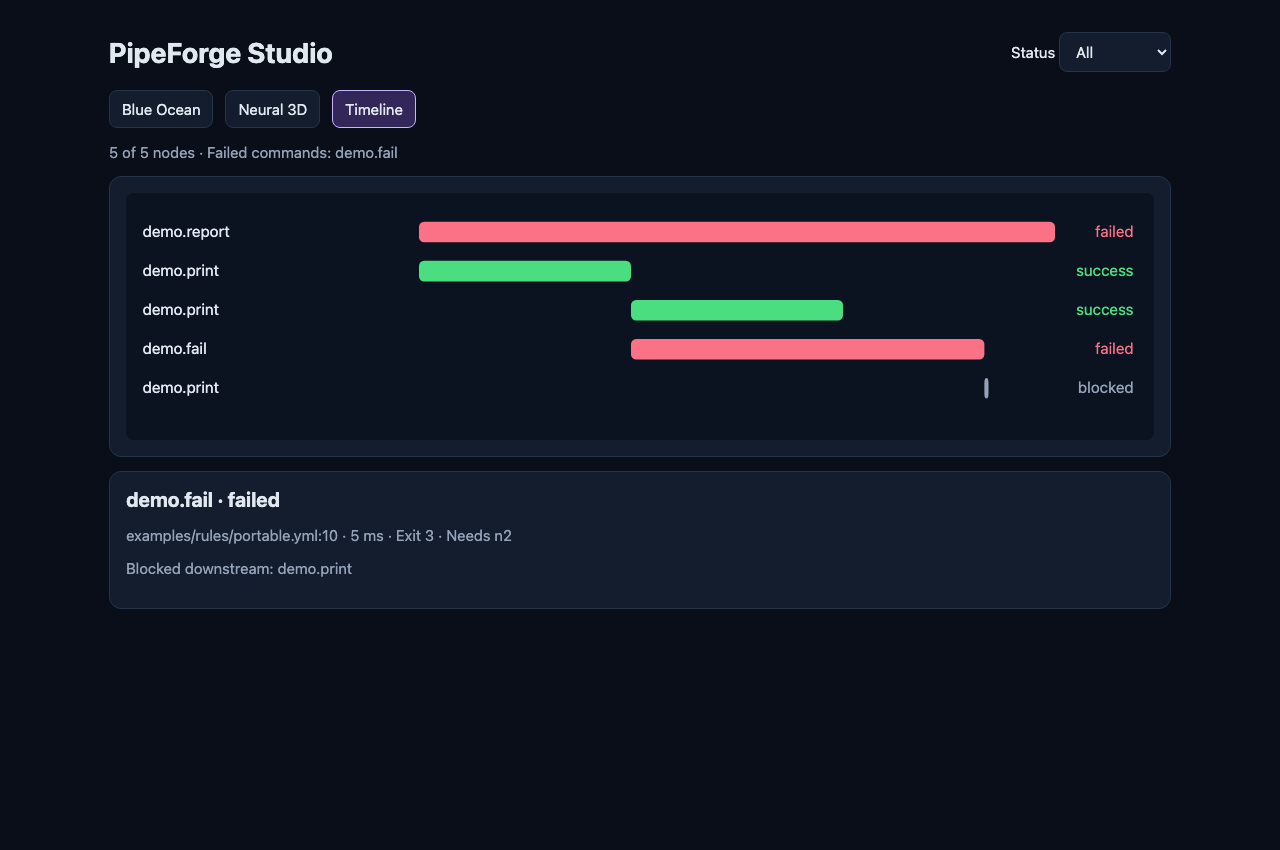 PipeForge Studio
Status All
Blue Ocean Neural 3D Timeline
5 of 5 nodes · Failed commands: demo.fail
demo.report failed
demo.print success
demo.print success
demo.fail failed
demo.print blocked
demo.fail · failed
examples/rules/portable.yml:10 · 5 ms · Exit 3 · Needs n2
Blocked downstream: demo.print